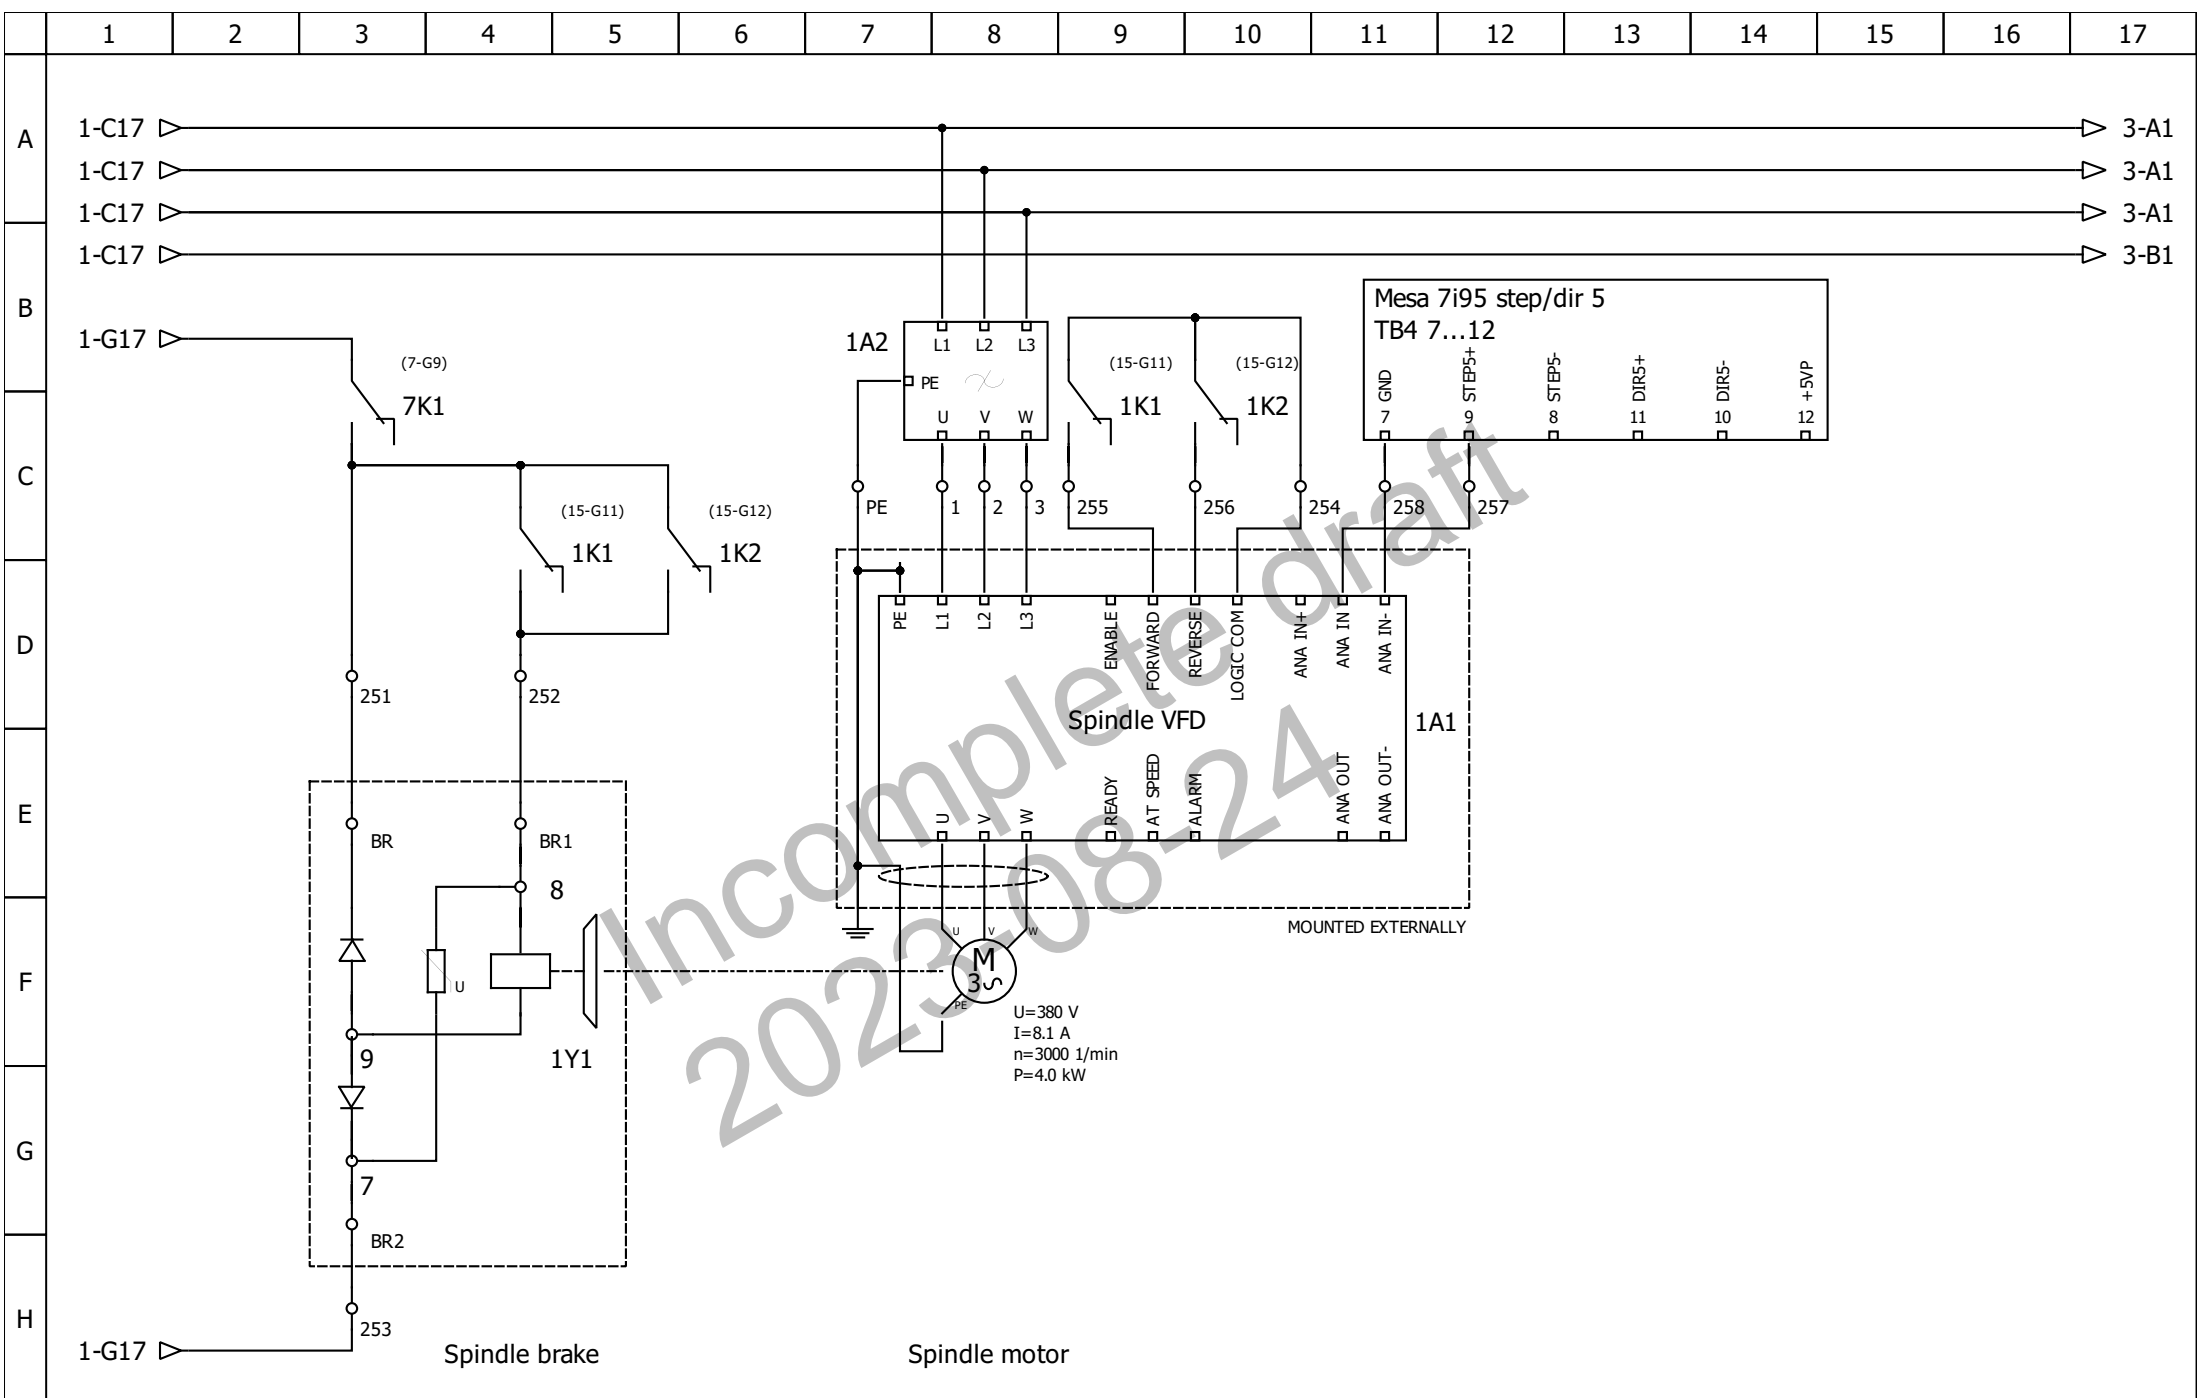 1 2 3 4 5 6 7 8 9 10 11 12 13 14 15 16 17
A
1-C17 3-A1
1-C17 3-A1
1-C17 3-A1
B
1-C17 3-B1
1-G17
(7-G9)
7K1
1A2
L1 L2 L3
PE
U V W
(15-G11)
1K1
(15-G12)
1K2
Mesa 7i95 step/dir 5
TB4 7...12
GND STEP5+ STEP5- DIR5+ DIR5- +5VP
7 9 8 11 10 12
C
PE 1 2 3 255 256 254 258 257
(15-G11)
1K1
(15-G12)
1K2
D
PE L1 L2 L3 ENABLE FORWARD REVERSE LOGIC COM ANA IN+ ANA IN ANA IN-
251 252
Spindle VFD
1A1
E
U V W READY AT SPEED ALARM ANA OUT ANA OUT-
BR BR1
8
MOUNTED EXTERNALLY
F
U
U V W
M
3
PE
9
1Y1
U=380 V
I=8.1 A
n=3000 1/min
P=4.0 kW
G
7
BR2
H
253
1-G17
Spindle brake
Spindle motor
Incomplete draft
2023-08-24